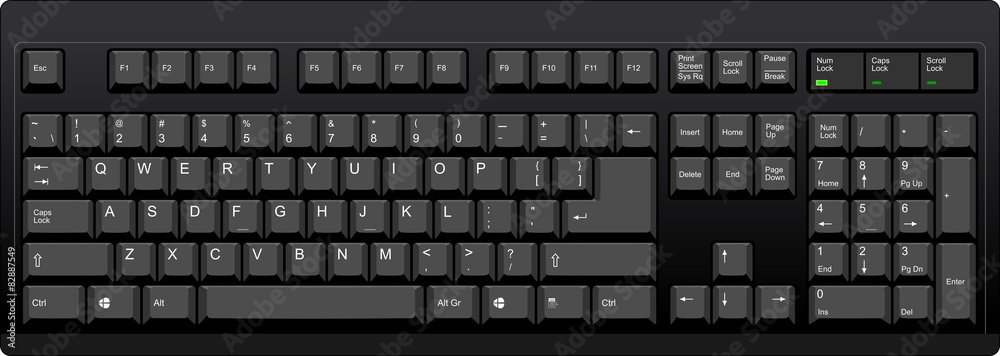 Esc F1 F2 F3 F4 F5 F6 F7 F8 F9 F10 F11 F12 Print Screen Sys Rq Scroll Lock Pause Break Num Lock Caps Lock Scroll Lock
~ ! @ # $ % ^ & * ( ) _ + |
` \ 1 2 3 4 5 6 7 8 9 0 - = \ ← Insert Home Page Up Num Lock / * -
Q W E R T Y U I O P { [ } ] Delete End Page Down 7 Home 8 ↑ 9 Pg Up +
Caps Lock A S D F G H J K L : ; " ' ↵ 4 ← 5 6 →
⇧ Z X C V B N M < , > . ? / ⇧ ↑ 1 End 2 ↓ 3 Pg Dn Enter
Ctrl Alt Alt Gr Ctrl ← ↓ → 0 Ins . Del
Adobe Stock | #82887549